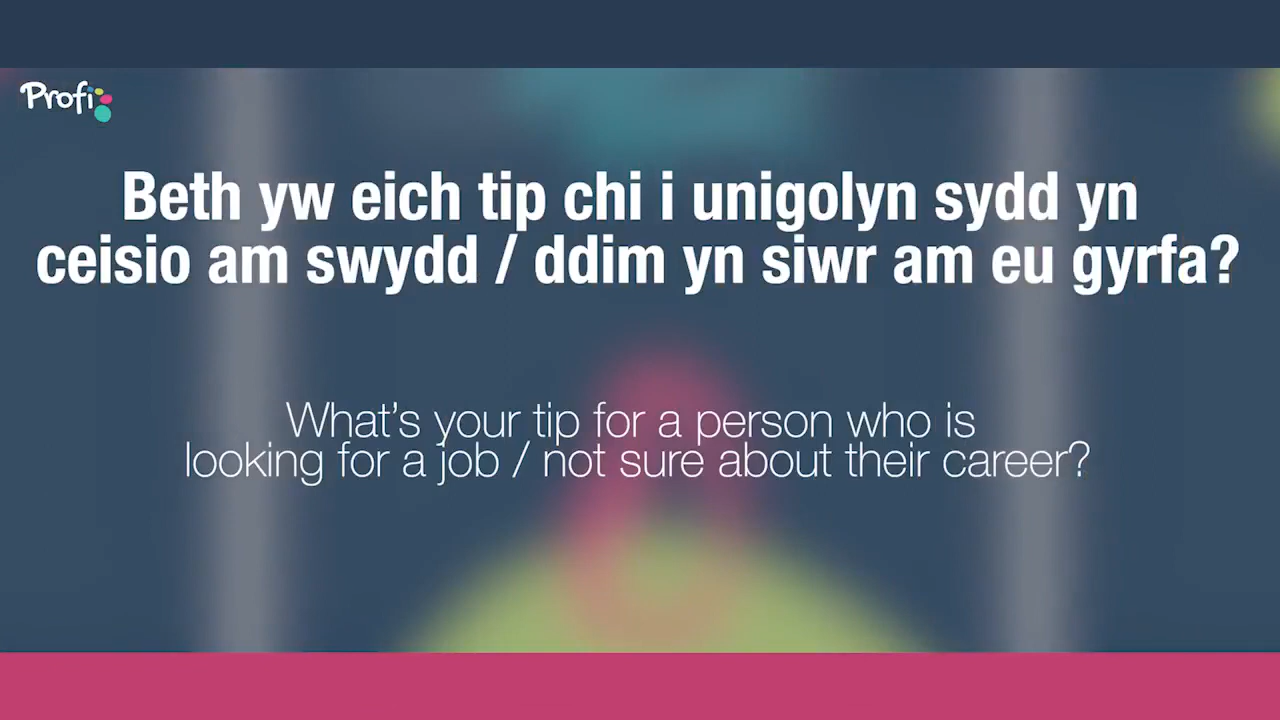 Profi
Beth yw eich tip chi i unigolyn sydd yn
ceisio am swydd / ddim yn siwr am eu gyrfa?
What's your tip for a person who is
looking for a job / not sure about their career?